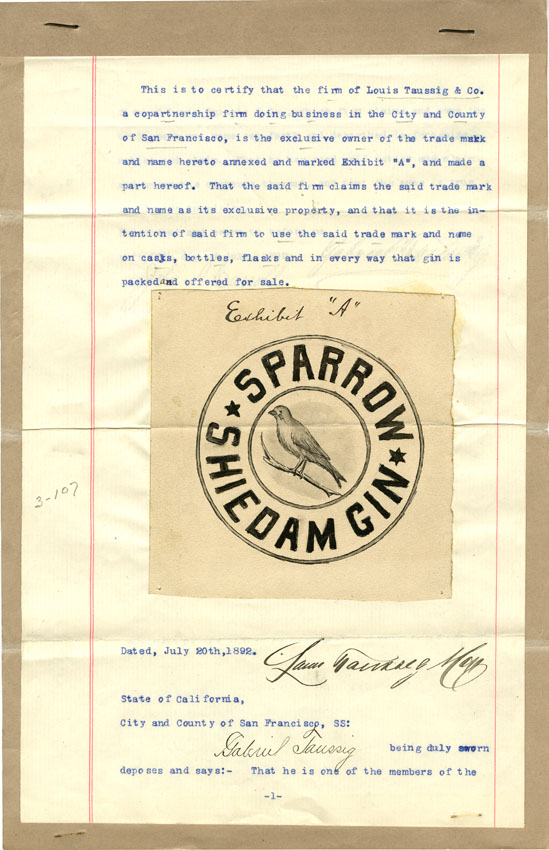 This is to certify that the firm of Louis Taussig & Co.
a copartnership firm doing business in the City and County
of San Francisco, is the exclusive owner of the trade mark
and name hereto annexed and marked Exhibit "A", and made a
part hereof. That the said firm claims the said trade mark
and name as its exclusive property, and that it is the in-
tention of said firm to use the said trade mark and name
on casks, bottles, flasks and in every way that gin is
packed and offered for sale.
Exhibit "A"
SPARROW
SHIEDAM GIN
3-107
Dated, July 20th,1892.
Louis Taussig & Co
State of California,
City and County of San Francisco, SS:
Gabriel Taussig being duly sworn
deposes and says:- That he is one of the members of the
-1-